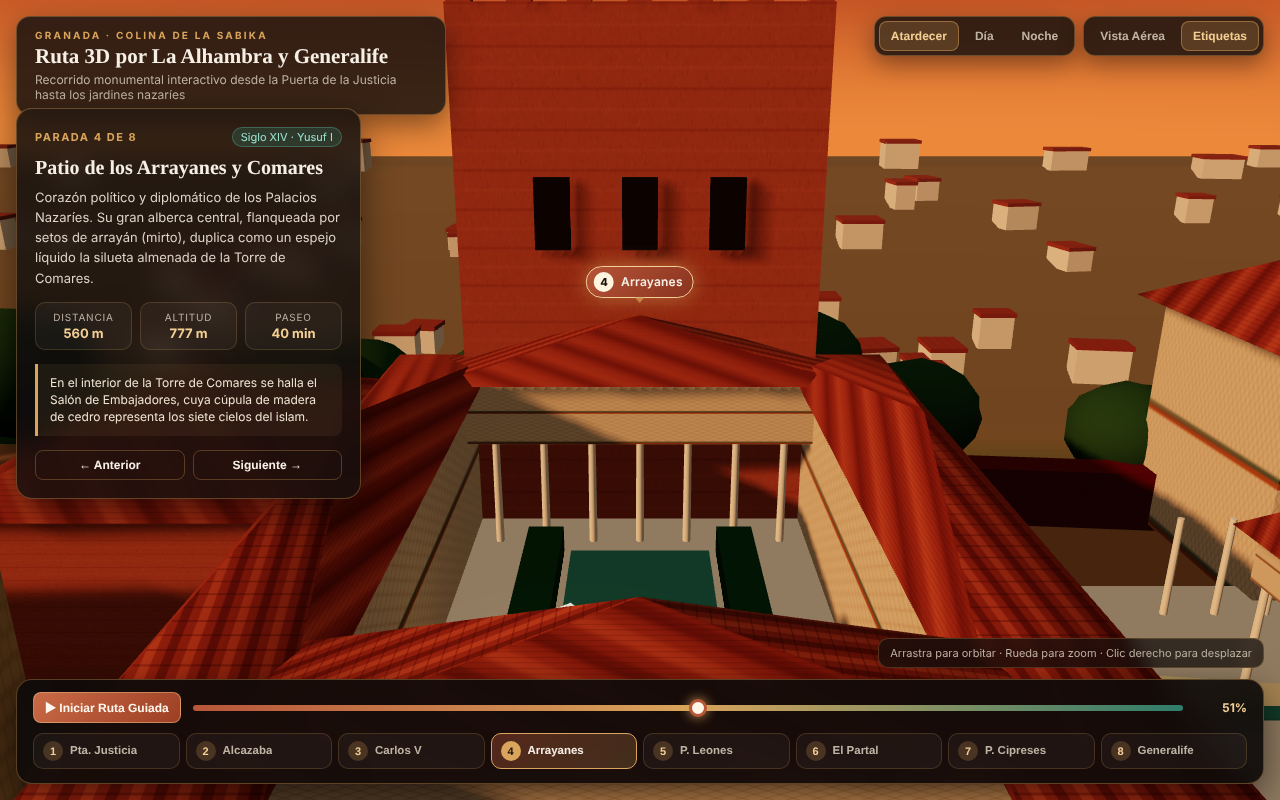 GRANADA · COLINA DE LA SABIKA
Ruta 3D por La Alhambra y Generalife
Recorrido monumental interactivo desde la Puerta de la Justicia
hasta los jardines nazaríes
Atardecer Día Noche Vista Aérea Etiquetas
PARADA 4 DE 8 Siglo XIV · Yusuf I
Patio de los Arrayanes y Comares
Corazón político y diplomático de los Palacios
Nazaríes. Su gran alberca central, flanqueada por
setos de arrayán (mirto), duplica como un espejo
líquido la silueta almenada de la Torre de
Comares.
DISTANCIA ALTITUD PASEO
560 m 777 m 40 min
En el interior de la Torre de Comares se halla el
Salón de Embajadores, cuya cúpula de madera
de cedro representa los siete cielos del islam.
← Anterior Siguiente →
4 Arrayanes
Arrastra para orbitar · Rueda para zoom · Clic derecho para desplazar
▶ Iniciar Ruta Guiada 51%
1 Pta. Justicia 2 Alcazaba 3 Carlos V 4 Arrayanes 5 P. Leones 6 El Partal 7 P. Cipreses 8 Generalife